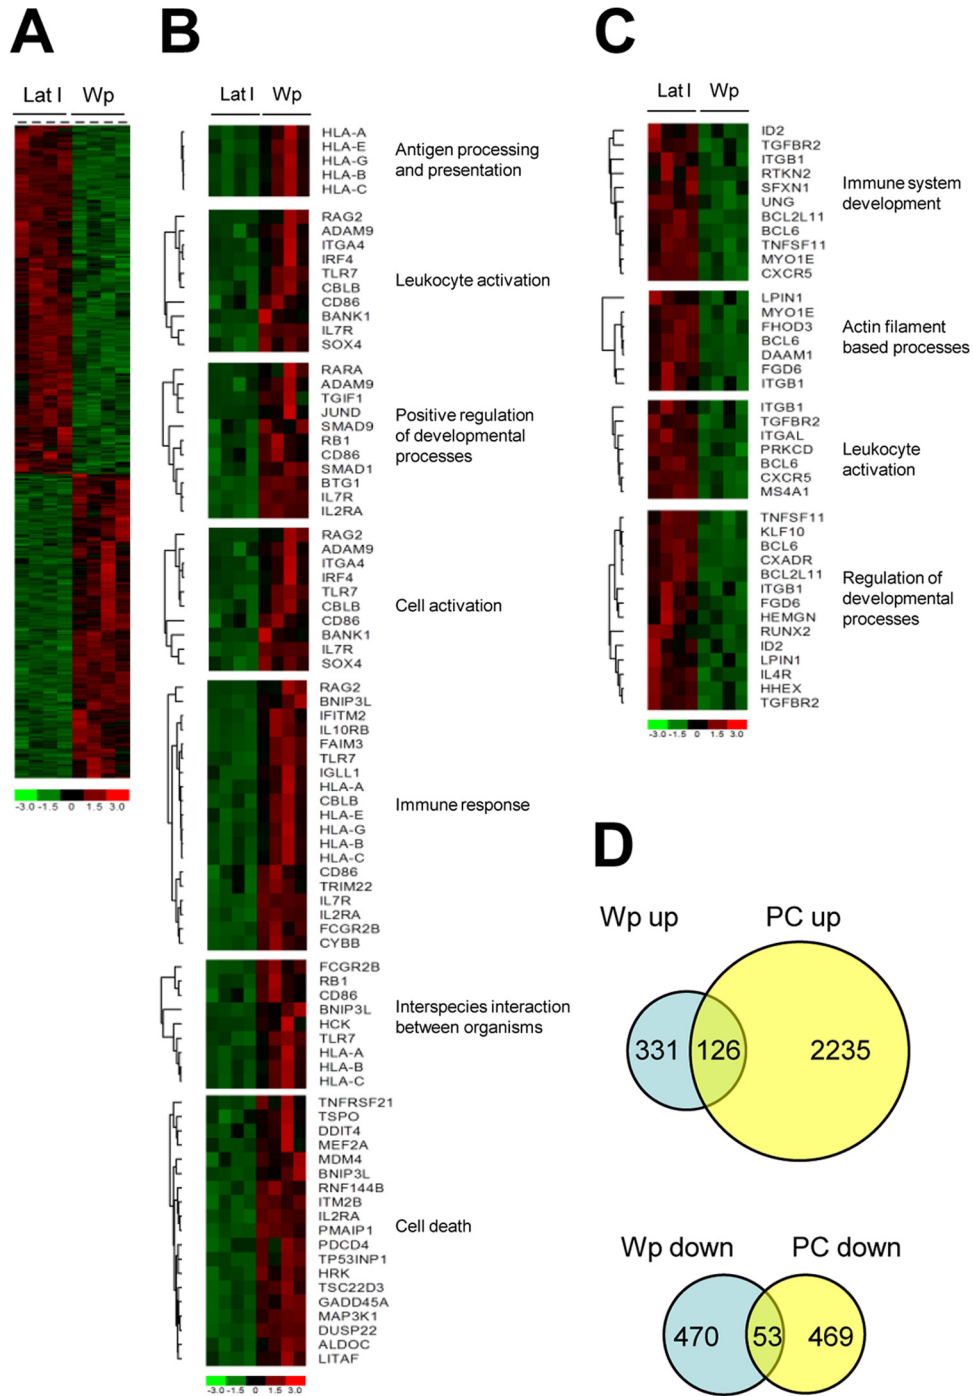 A
Lat I
Wp
-3.0 -1.5 0 1.5 3.0
B
Lat I
Wp
HLA-A
HLA-E
HLA-G
HLA-B
HLA-C
Antigen processing
and presentation
RAG2
ADAM9
ITGA4
IRF4
TLR7
CBLB
CD86
BANK1
IL7R
SOX4
Leukocyte activation
RARA
ADAM9
TGIF1
JUND
SMAD9
RB1
CD86
SMAD1
BTG1
IL7R
IL2RA
Positive regulation
of developmental
processes
RAG2
ADAM9
ITGA4
IRF4
TLR7
CBLB
CD86
BANK1
IL7R
SOX4
Cell activation
RAG2
BNIP3L
IFITM2
IL10RB
FAIM3
TLR7
IGLL1
HLA-A
CBLB
HLA-E
HLA-G
HLA-B
HLA-C
CD86
TRIM22
IL7R
IL2RA
FCGR2B
CYBB
Immune response
FCGR2B
RB1
CD86
BNIP3L
HCK
TLR7
HLA-A
HLA-B
HLA-C
Interspecies interaction
between organisms
TNFRSF21
TSPO
DDIT4
MEF2A
MDM4
BNIP3L
RNF144B
ITM2B
IL2RA
PMAIP1
PDCD4
TP53INP1
HRK
TSC22D3
GADD45A
MAP3K1
DUSP22
ALDOC
LITAF
Cell death
-3.0 -1.5 0 1.5 3.0
C
Lat I
Wp
ID2
TGFBR2
ITGB1
RTKN2
SFXN1
UNG
BCL2L11
BCL6
TNFSF11
MYO1E
CXCR5
Immune system
development
LPIN1
MYO1E
FHOD3
BCL6
DAAM1
FGD6
ITGB1
Actin filament
based processes
ITGB1
TGFBR2
ITGAL
PRKCD
BCL6
CXCR5
MS4A1
Leukocyte
activation
TNFSF11
KLF10
BCL6
CXADR
BCL2L11
ITGB1
FGD6
HEMGN
RUNX2
ID2
LPIN1
IL4R
HHEX
TGFBR2
Regulation of
developmental
processes
-3.0 -1.5 0 1.5 3.0
D
Wp up
PC up
331
126
2235
Wp down
PC down
470
53
469